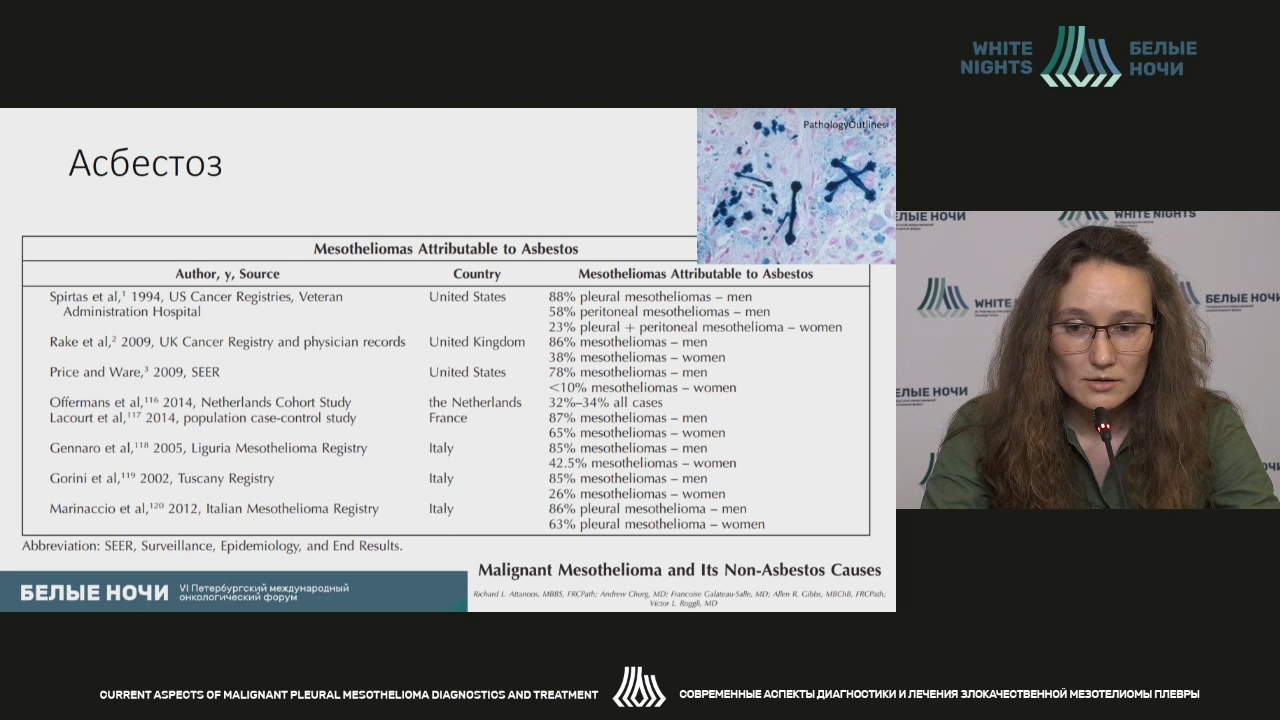 WHITE
NIGHTS
БЕЛЫЕ
НОЧИ
PathologyOutlines
Асбестоз
Mesotheliomas Attributable to Asbestos
Author, y, Source Country Mesotheliomas Attributable to Asbestos
Spirtas et al,¹ 1994, US Cancer Registries, Veteran United States 88% pleural mesotheliomas – men
Administration Hospital 58% peritoneal mesotheliomas – men
23% pleural + peritoneal mesothelioma – women
Rake et al,² 2009, UK Cancer Registry and physician records United Kingdom 86% mesotheliomas – men
38% mesotheliomas – women
Price and Ware,³ 2009, SEER United States 78% mesotheliomas – men
<10% mesotheliomas – women
Offermans et al,¹¹⁶ 2014, Netherlands Cohort Study the Netherlands 32%–34% all cases
Lacourt et al,¹¹⁷ 2014, population case-control study France 87% mesotheliomas – men
65% mesotheliomas – women
Gennaro et al,¹¹⁸ 2005, Liguria Mesothelioma Registry Italy 85% mesotheliomas – men
42.5% mesotheliomas – women
Gorini et al,¹¹⁹ 2002, Tuscany Registry Italy 85% mesotheliomas – men
26% mesotheliomas – women
Marinaccio et al,¹²⁰ 2012, Italian Mesothelioma Registry Italy 86% pleural mesothelioma – men
63% pleural mesothelioma – women
Abbreviation: SEER, Surveillance, Epidemiology, and End Results.
Malignant Mesothelioma and Its Non-Asbestos Causes
Richard L. Attanoos, MBBS, FRCPath; Andrew Churg, MD; Francoise Galateau-Salle, MD; Allen R. Gibbs, MBChB, FRCPath;
Victor L. Roggli, MD
БЕЛЫЕ НОЧИ
VI Петербургский международный
онкологический форум
WHITE NIGHTS
WHITE
БЕЛЫЕ
CURRENT ASPECTS OF MALIGNANT PLEURAL MESOTHELIOMA DIAGNOSTICS AND TREATMENT
СОВРЕМЕННЫЕ АСПЕКТЫ ДИАГНОСТИКИ И ЛЕЧЕНИЯ ЗЛОКАЧЕСТВЕННОЙ МЕЗОТЕЛИОМЫ ПЛЕВРЫ